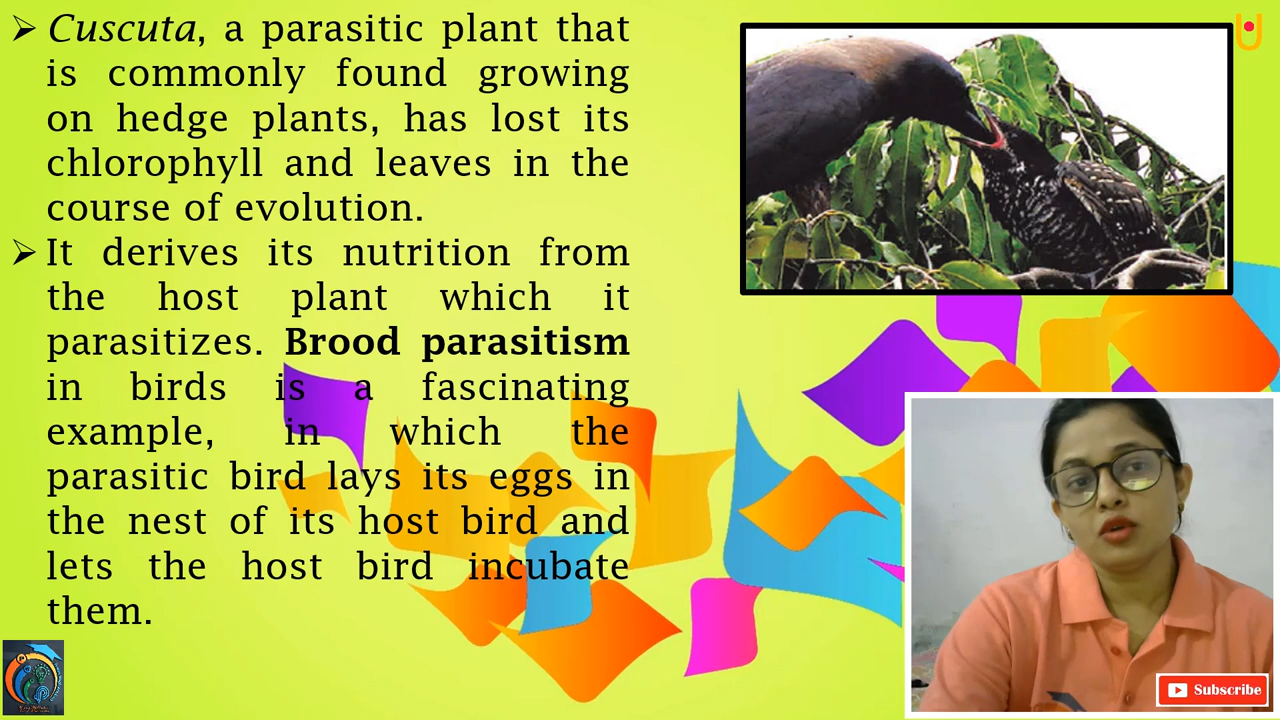 ➢ Cuscuta, a parasitic plant that
is commonly found growing
on hedge plants, has lost its
chlorophyll and leaves in the
course of evolution.
➢ It derives its nutrition from
the host plant which it
parasitizes. Brood parasitism
in birds is a fascinating
example, in which the
parasitic bird lays its eggs in
the nest of its host bird and
lets the host bird incubate
them.
Subscribe